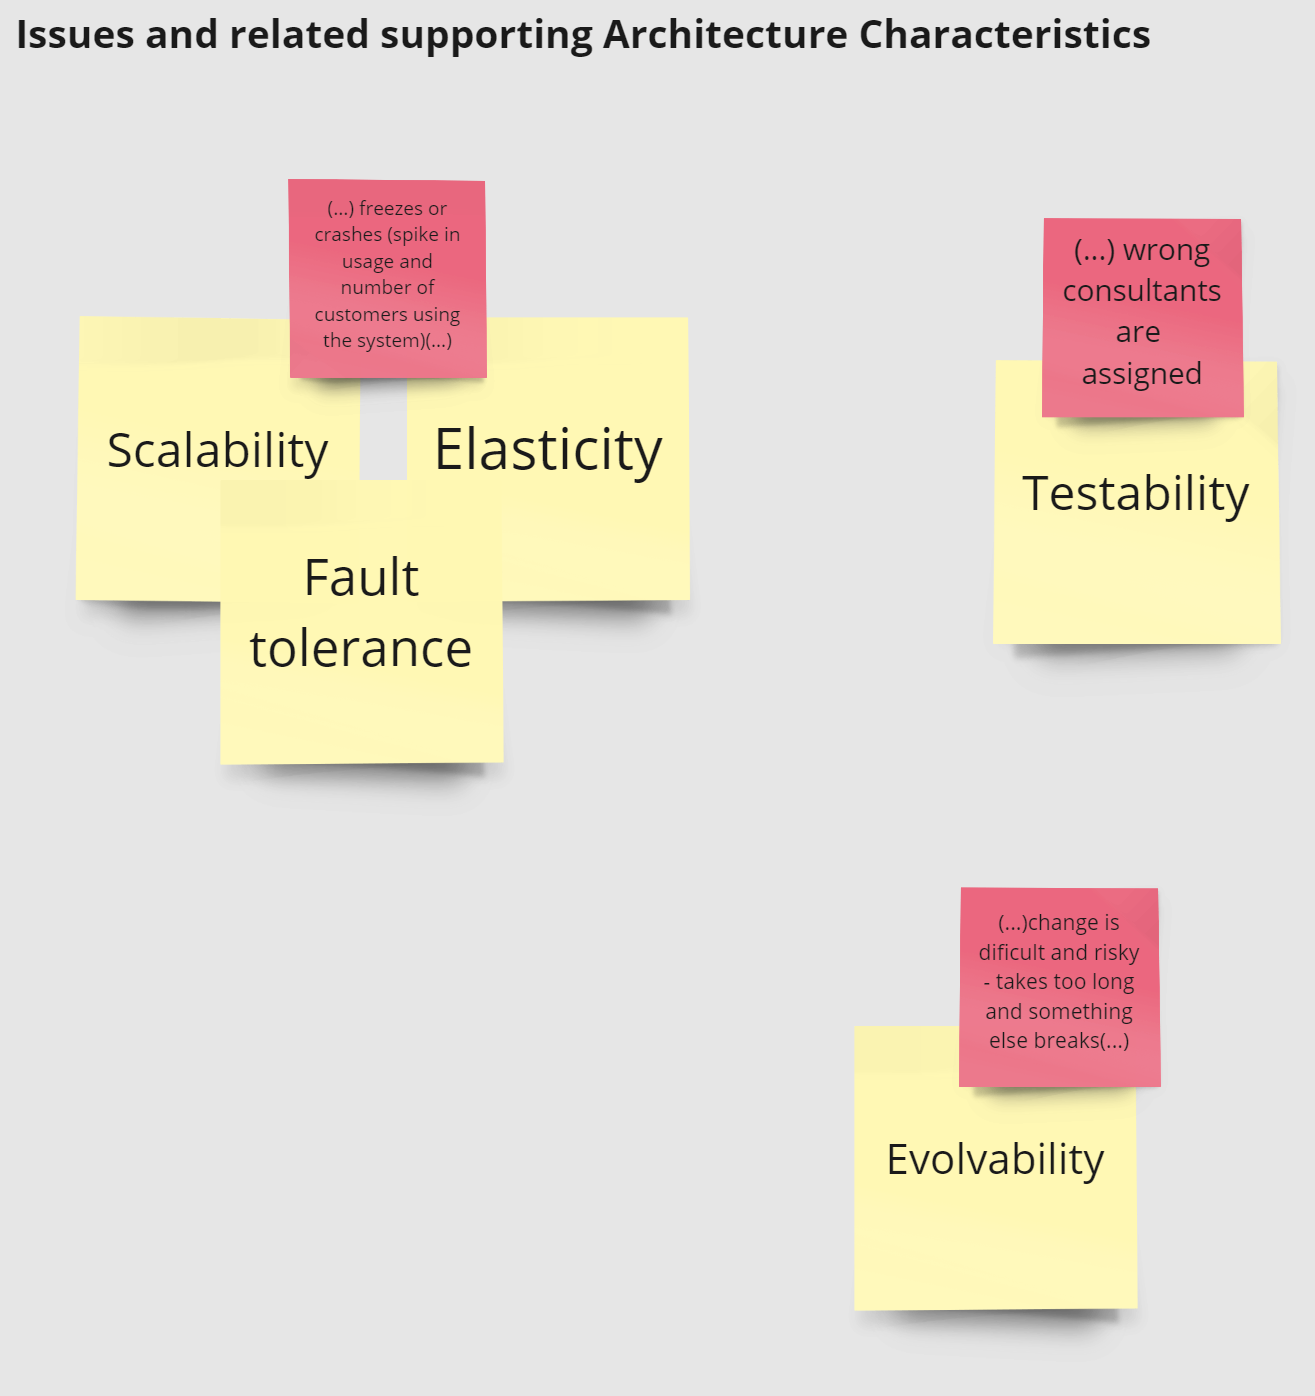 Issues and related supporting Architecture Characteristics
(...) freezes or
crashes (spike in
usage and
number of
customers using
the system)(...)
Scalability
Elasticity
Fault
tolerance
(...) wrong
consultants
are
assigned
Testability
(...)change is
dificult and risky
- takes too long
and something
else breaks(...)
Evolvability